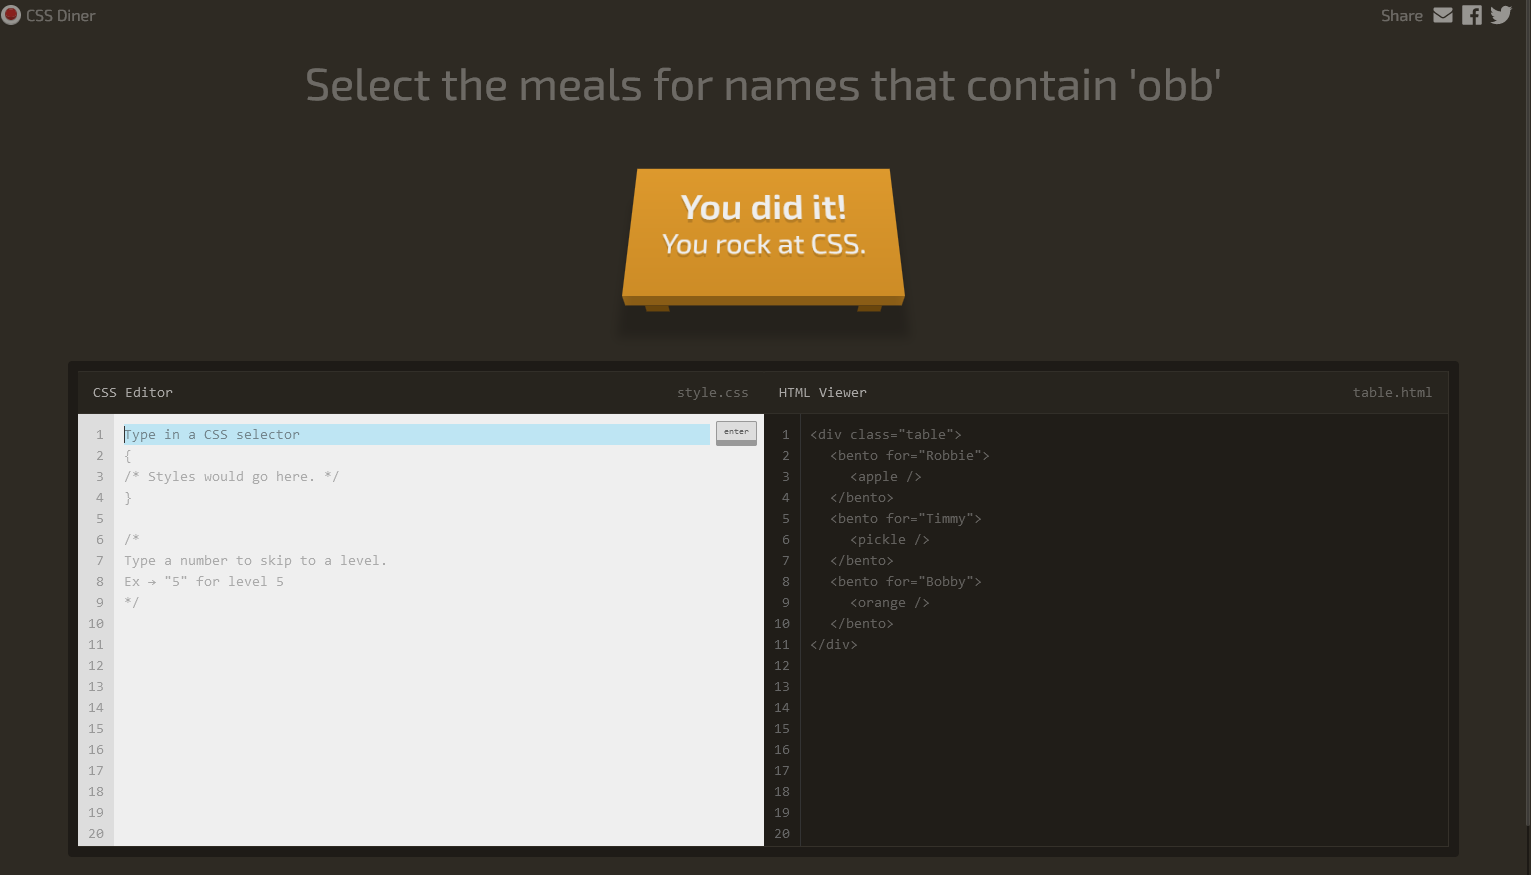 CSS Diner
Share
Select the meals for names that contain 'obb'
You did it!
You rock at CSS.
CSS Editor
style.css
HTML Viewer
table.html
1 Type in a CSS selector
enter
2 {
3 /* Styles would go here. */
4 }
5
6 /*
7 Type a number to skip to a level.
8 Ex → "5" for level 5
9 */
10
11
12
13
14
15
16
17
18
19
20
1 <div class="table">
2 <bento for="Robbie">
3 <apple />
4 </bento>
5 <bento for="Timmy">
6 <pickle />
7 </bento>
8 <bento for="Bobby">
9 <orange />
10 </bento>
11 </div>
12
13
14
15
16
17
18
19
20